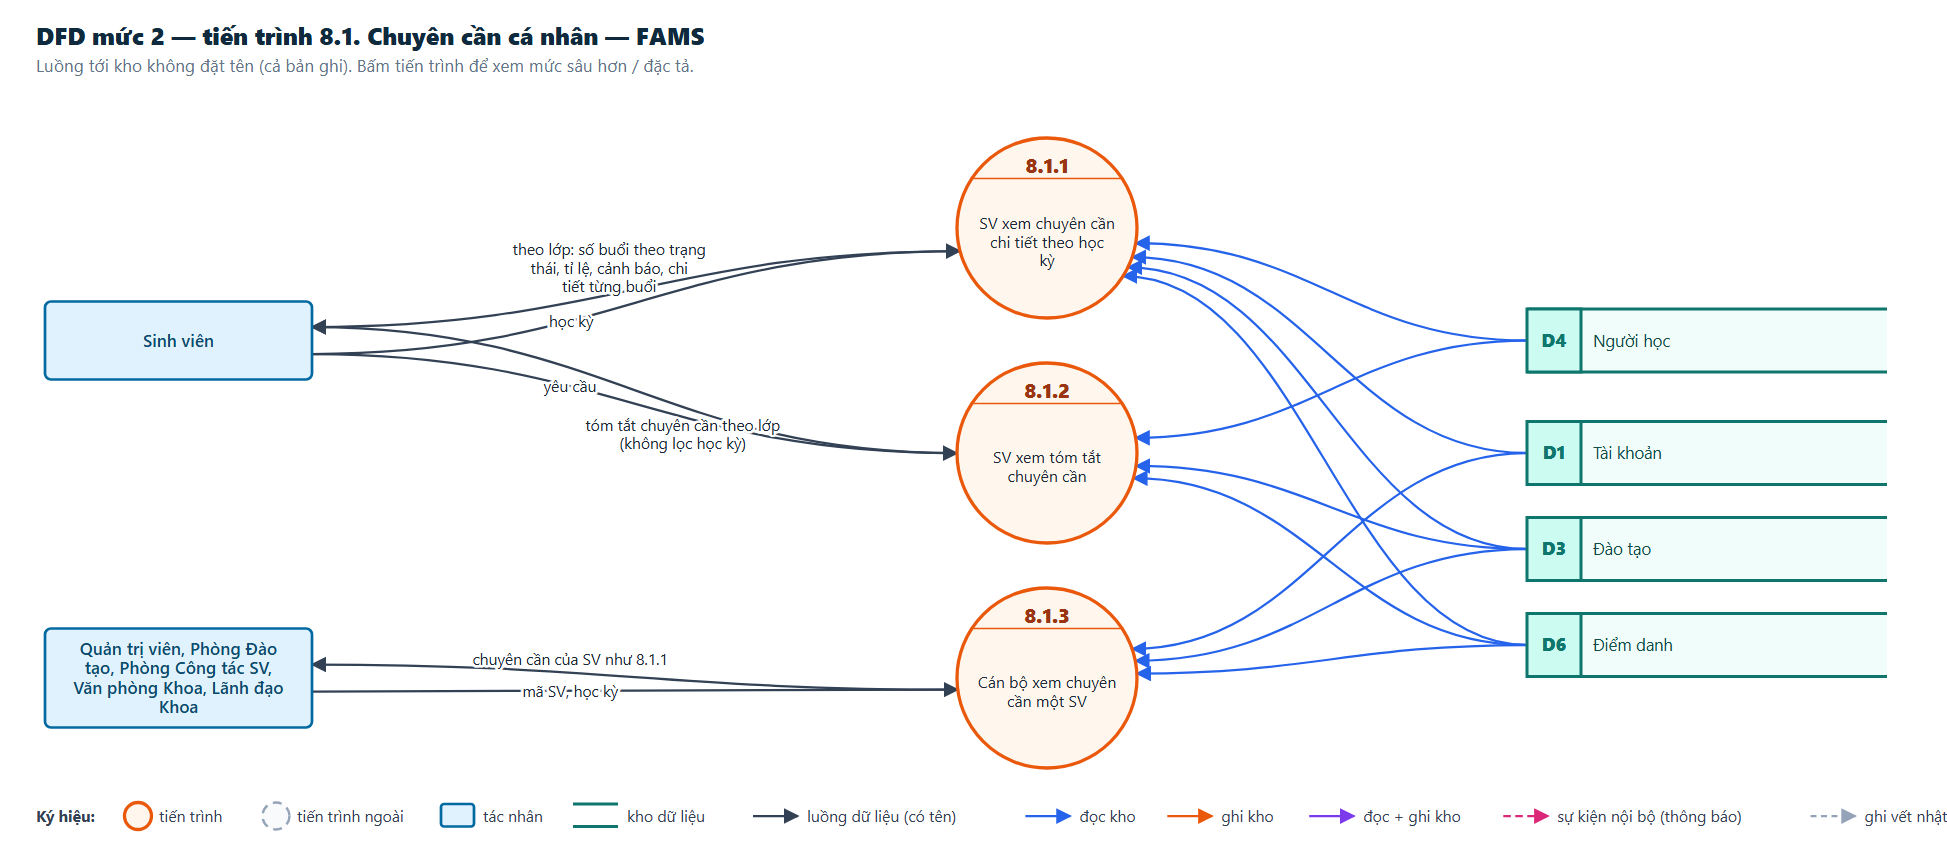 DFD mức 2 — tiến trình 8.1. Chuyên cần cá nhân — FAMS
Luồng tới kho không đặt tên (cả bản ghi). Bấm tiến trình để xem mức sâu hơn / đặc tả.
8.1.1
SV xem chuyên cần
chi tiết theo học
kỳ
theo lớp: số buổi theo trạng
thái, tỉ lệ, cảnh báo, chi
tiết từng buổi
học kỳ
Sinh viên
yêu cầu
tóm tắt chuyên cần theo lớp
(không lọc học kỳ)
8.1.2
SV xem tóm tắt
chuyên cần
D4
Người học
D1
Tài khoản
D3
Đào tạo
D6
Điểm danh
8.1.3
Cán bộ xem chuyên
cần một SV
Quản trị viên, Phòng Đào
tạo, Phòng Công tác SV,
Văn phòng Khoa, Lãnh đạo
Khoa
chuyên cần của SV như 8.1.1
mã SV, học kỳ
Ký hiệu:
tiến trình
tiến trình ngoài
tác nhân
kho dữ liệu
luồng dữ liệu (có tên)
đọc kho
ghi kho
đọc + ghi kho
sự kiện nội bộ (thông báo)
ghi vết nhật